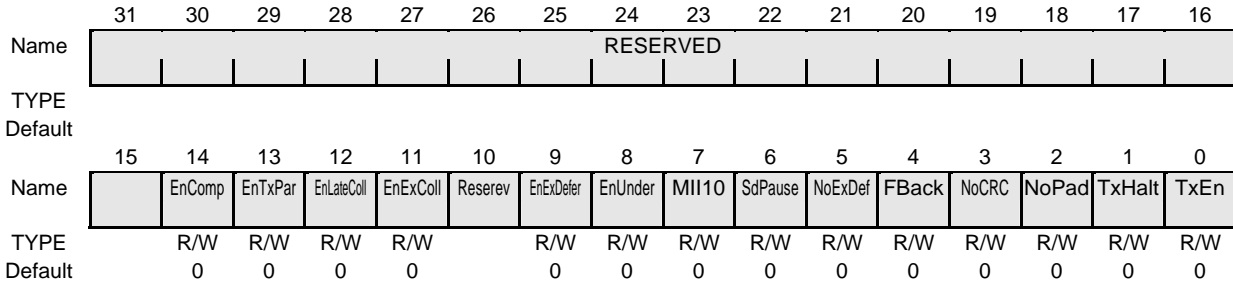 31 30 29 28 27 26 25 24 23 22 21 20 19 18 17 16
Name RESERVED
TYPE
Default
15 14 13 12 11 10 9 8 7 6 5 4 3 2 1 0
Name EnComp EnTxPar EnLateColl EnExColl Reserev EnExDefer EnUnder MII10 SdPause NoExDef FBack NoCRC NoPad TxHalt TxEn
TYPE R/W R/W R/W R/W R/W R/W R/W R/W R/W R/W R/W R/W R/W R/W
Default 0 0 0 0 0 0 0 0 0 0 0 0 0 0